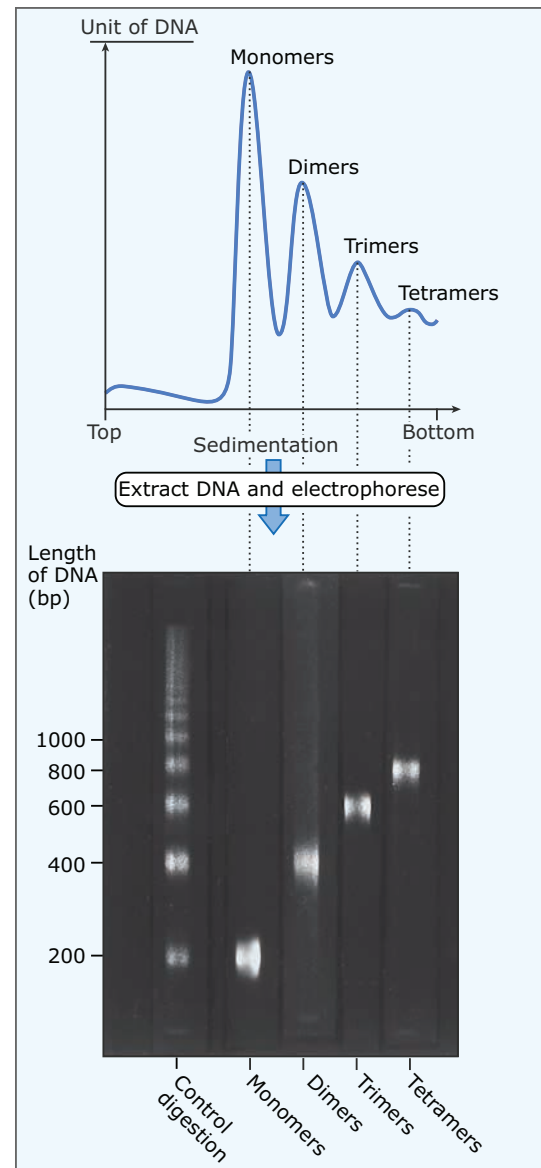 Unit of DNA
Monomers
Dimers
Trimers
Tetramers
Top
Sedimentation
Bottom
Extract DNA and electrophorese
Length
of DNA
(bp)
1000
800
600
400
200
Control
digestion
Monomers
Dimers
Trimers
Tetramers